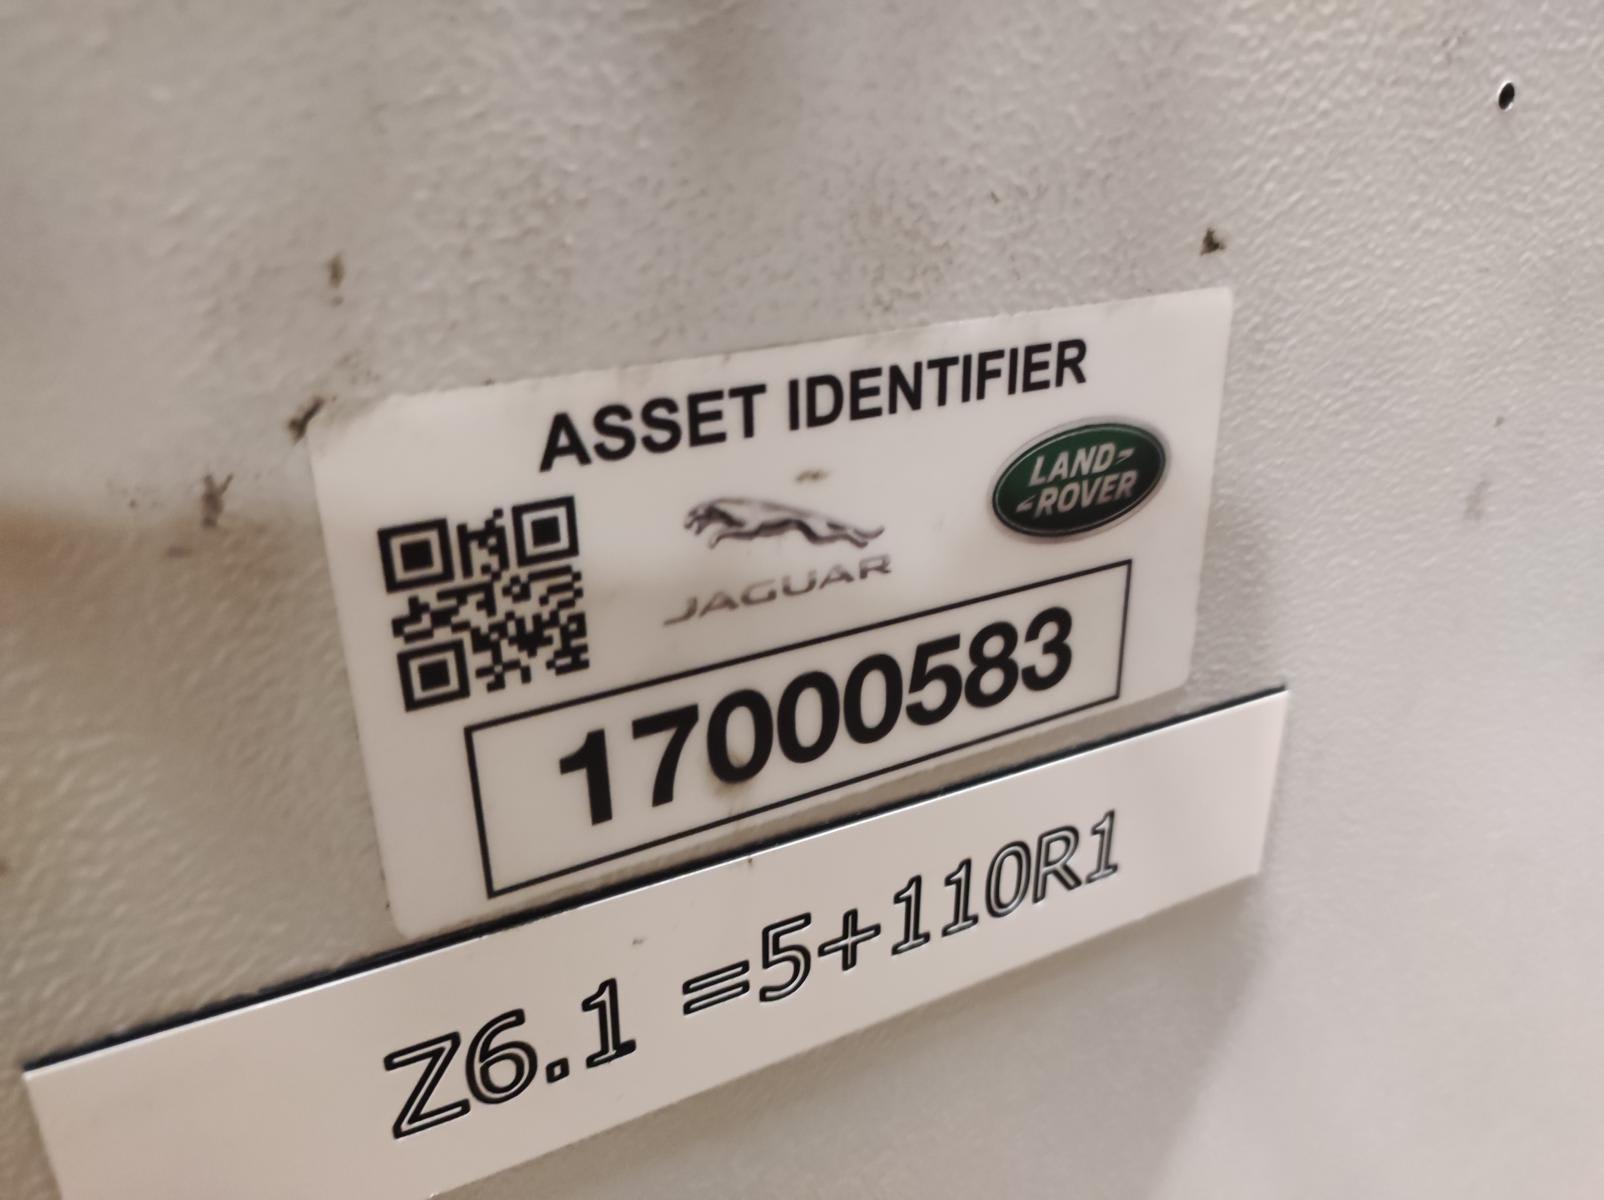 ASSET IDENTIFIER
LAND-
-ROVER
JAGUAR
17000583
Z6.1 =5+110R1